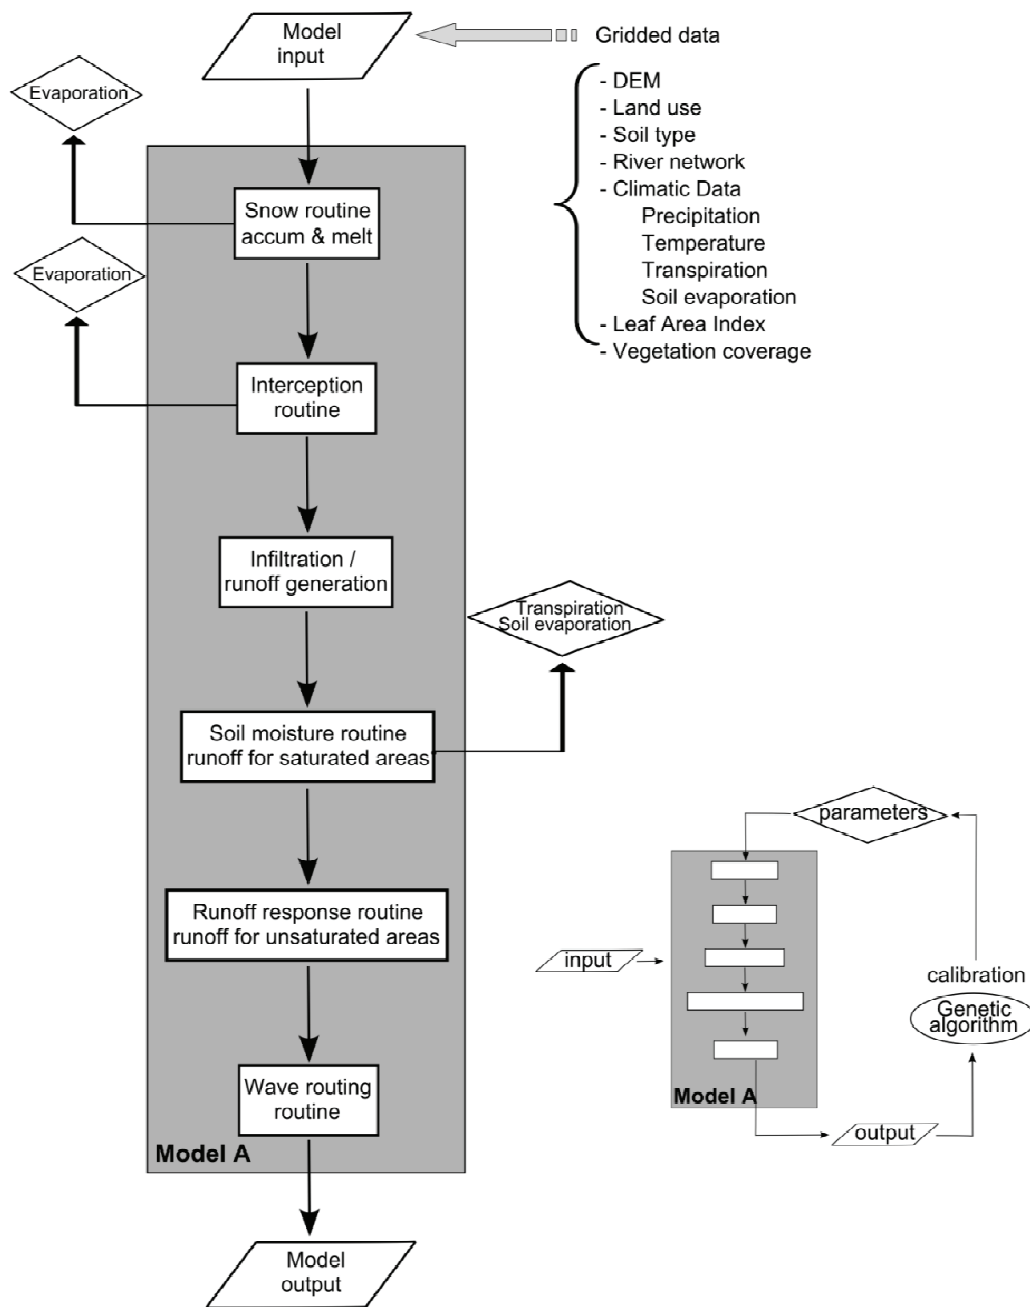 Model
input
Gridded data
- DEM
- Land use
- Soil type
- River network
- Climatic Data
Precipitation
Temperature
Transpiration
Soil evaporation
- Leaf Area Index
- Vegetation coverage
Evaporation
Snow routine
accum & melt
Evaporation
Interception
routine
Infiltration /
runoff generation
Transpiration
Soil evaporation
Soil moisture routine
runoff for saturated areas
Runoff response routine
runoff for unsaturated areas
Wave routing
routine
Model A
Model
output
parameters
input
calibration
Genetic
algorithm
Model A
output